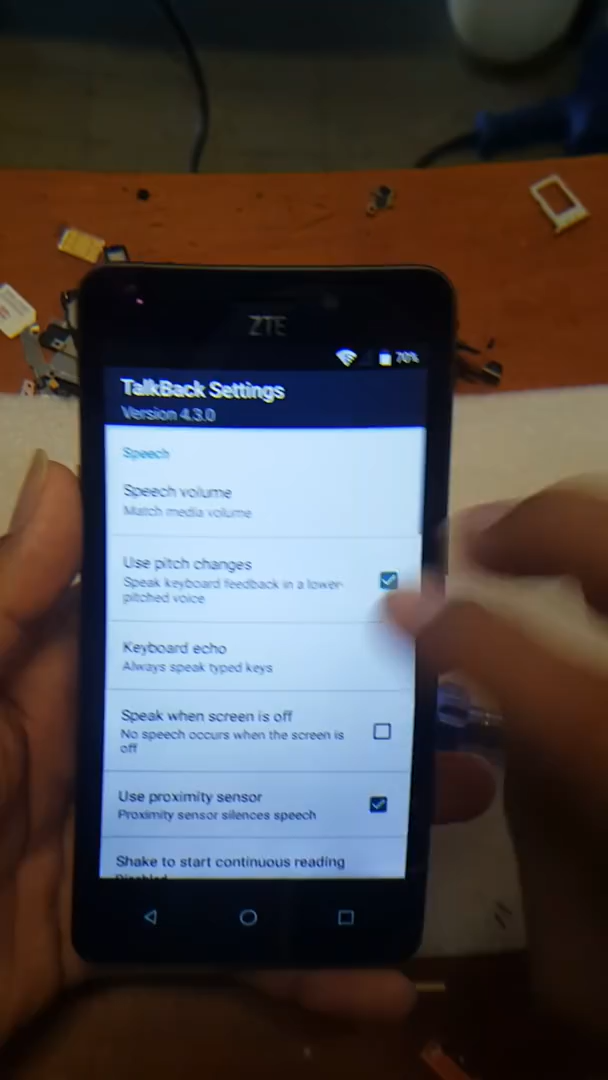 ZTE
70%
TalkBack Settings
Version 4.3.0
Speech
Speech volume
Match media volume
Use pitch changes
Speak keyboard feedback in a lower-
pitched voice
Keyboard echo
Always speak typed keys
Speak when screen is off
No speech occurs when the screen is
off
Use proximity sensor
Proximity sensor silences speech
Shake to start continuous reading
Disabled